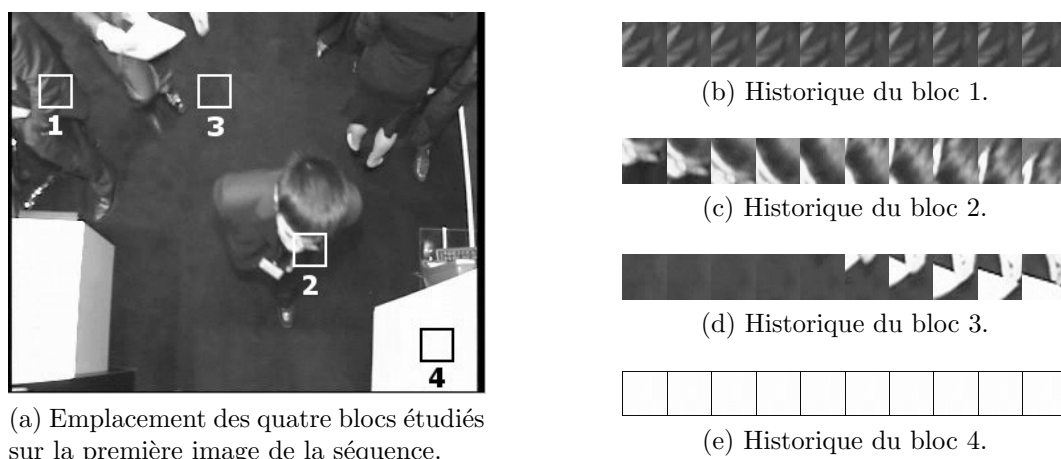 1
3
2
4
(a) Emplacement des quatre blocs étudiés
sur la première image de la séquence.
(b) Historique du bloc 1.
(c) Historique du bloc 2.
(d) Historique du bloc 3.
(e) Historique du bloc 4.